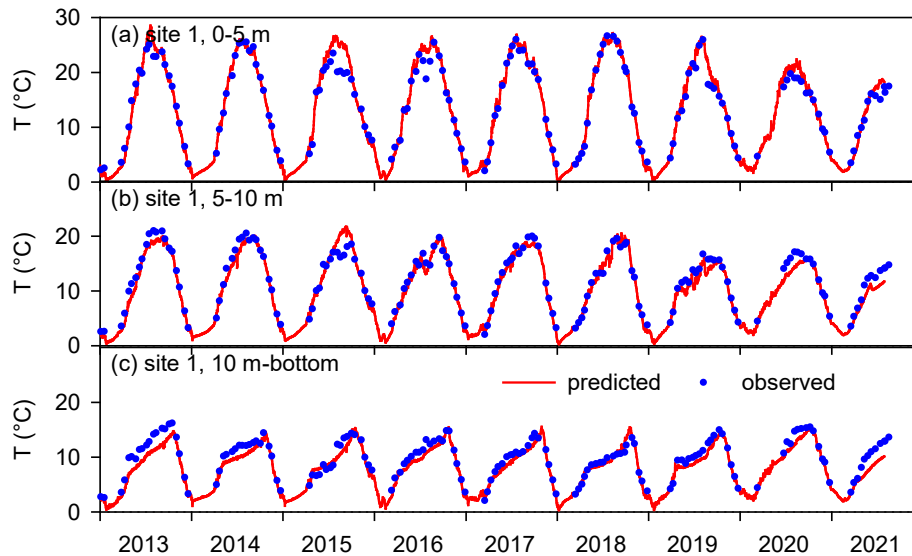 30
(a) site 1, 0-5 m
20
T (°C)
10
0
(b) site 1, 5-10 m
20
T (°C)
10
0
(c) site 1, 10 m-bottom
predicted observed
20
T (°C)
10
0
2013 2014 2015 2016 2017 2018 2019 2020 2021